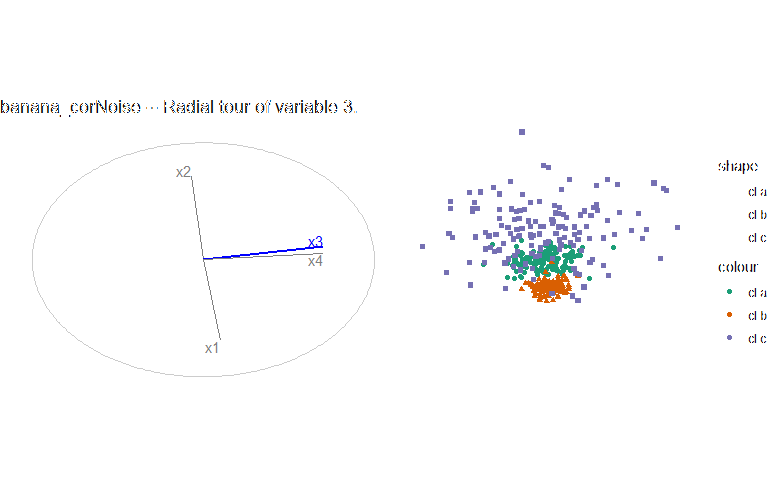 banana_corNoise -- Radial tour of variable 3.
x2
x3
x4
x1
shape
cl a
cl b
cl c
colour
cl a
cl b
cl c